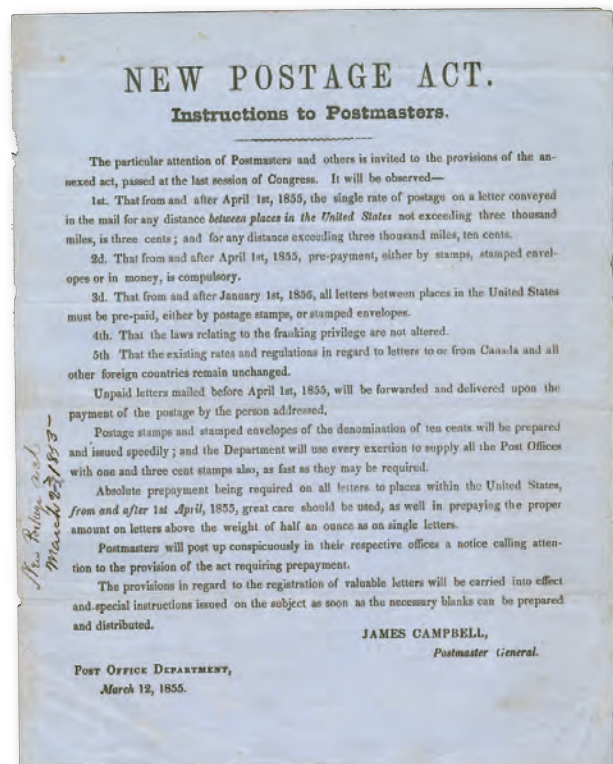 NEW POSTAGE ACT.
Instructions to Postmasters.
The particular attention of Postmasters and others is invited to the provisions of the an-
nexed act, passed at the last session of Congress. It will be observed—
1st. That from and after April 1st, 1855, the single rate of postage on a letter conveyed
in the mail for any distance between places in the United States not exceeding three thousand
miles, is three cents; and for any distance exceeding three thousand miles, ten cents.
2d. That from and after April 1st, 1855, pre-payment, either by stamps, stamped envel-
opes or in money, is compulsory.
3d. That from and after January 1st, 1856, all letters between places in the United States
must be pre-paid, either by postage stamps, or stamped envelopes.
4th. That the laws relating to the franking privilege are not altered.
5th That the existing rates and regulations in regard to letters to or from Canada and all
other foreign countries remain unchanged.
Unpaid letters mailed before April 1st, 1855, will be forwarded and delivered upon the
payment of the postage by the person addressed.
Postage stamps and stamped envelopes of the denomination of ten cents will be prepared
and issued speedily; and the Department will use every exertion to supply all the Post Offices
with one and three cent stamps also, as fast as they may be required.
Absolute prepayment being required on all letters to places within the United States,
from and after 1st April, 1855, great care should be used, as well in prepaying the proper
amount on letters above the weight of half an ounce as on single letters.
Postmasters will post up conspicuously in their respective offices a notice calling atten-
tion to the provision of the act requiring prepayment.
The provisions in regard to the registration of valuable letters will be carried into effect
and special instructions issued on the subject as soon as the necessary blanks can be prepared
and distributed.
JAMES CAMPBELL,
Postmaster General.
POST OFFICE DEPARTMENT,
March 12, 1855.
New Postage act
March